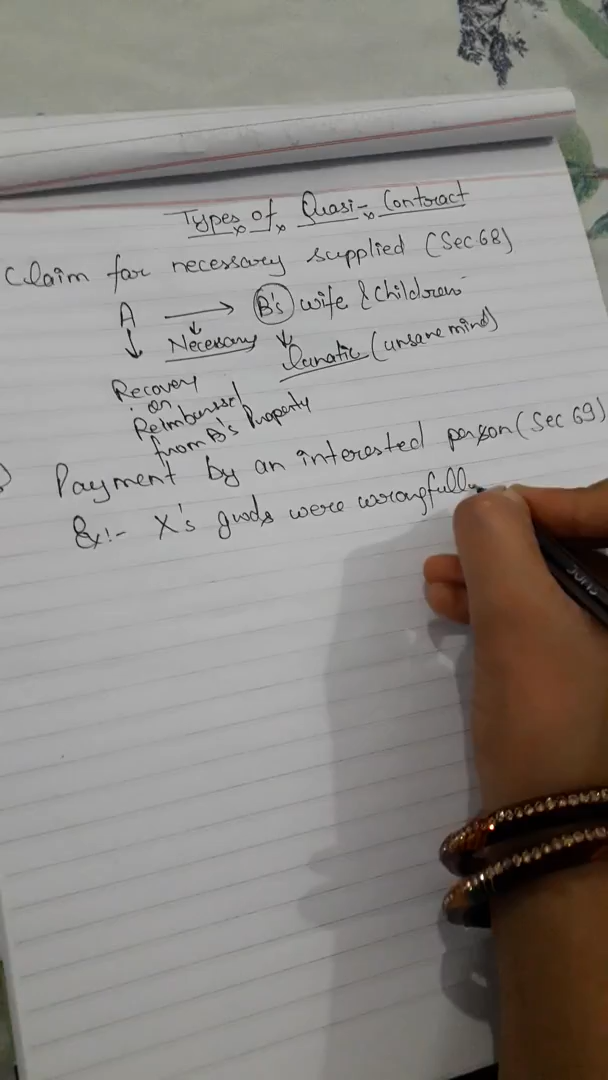 Types of Quasi-Contract
Claim for necessary supplied (Sec 68)
A → B's wife & Children
Necessary lunatic (unsane mind)
Recovery
or
Reimbursed
from B's Property
) Payment by an interested person (Sec 69)
Ex:- X's goods were wrongfully